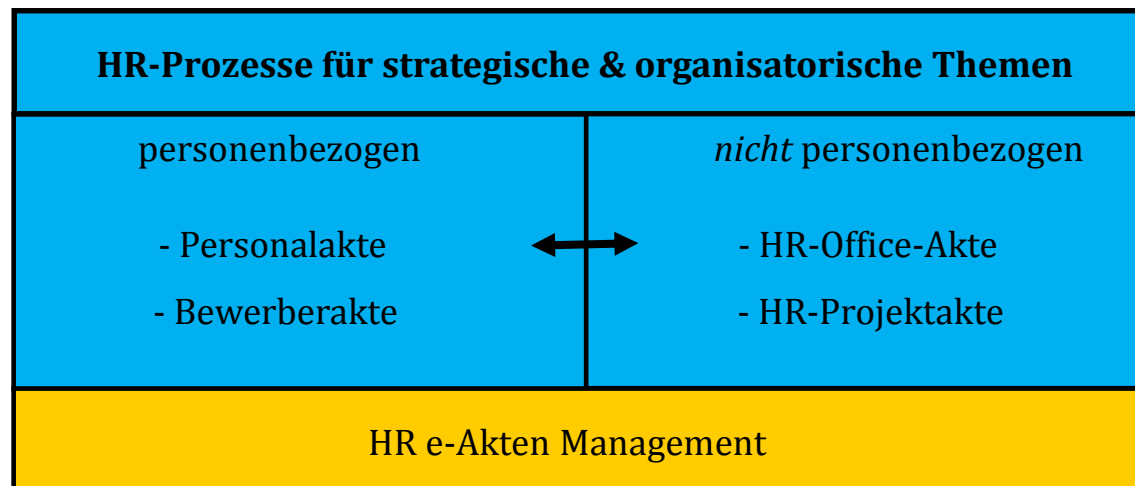 HR-Prozesse für strategische & organisatorische Themen
personenbezogen
- Personalakte
- Bewerberakte
nicht personenbezogen
- HR-Office-Akte
- HR-Projektakte
HR e-Akten Management